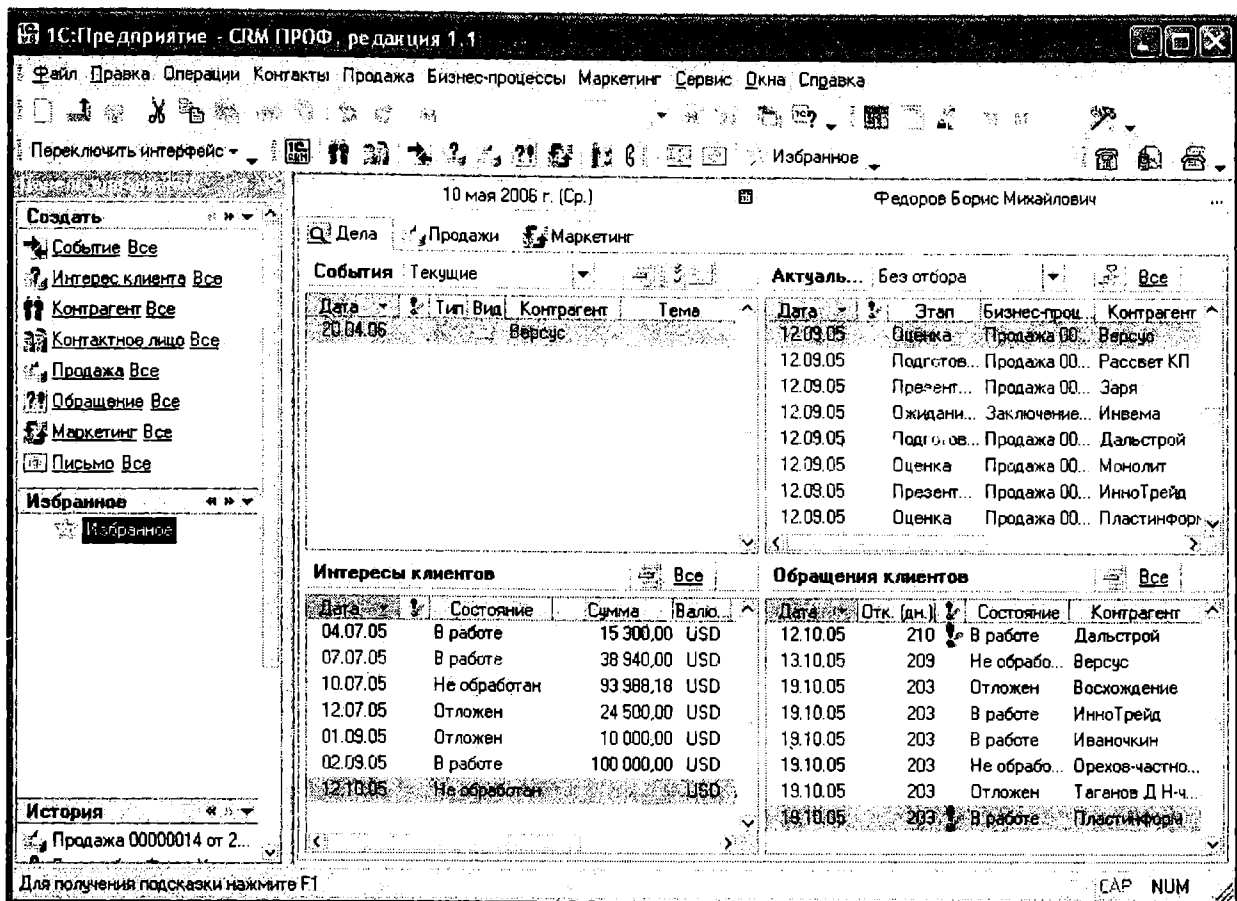 1С:Предприятие - CRM ПРОФ, редакция 1.1
Файл Правка Операции Контакты Продажа Бизнес-процессы Маркетинг Сервис Окна Справка
Переключить интерфейс Избранное
10 мая 2006 г. (Ср.) Федоров Борис Михайлович ...
Создать
Событие Все
Интерес клиента Все
Контрагент Все
Контактное лицо Все
Продажа Все
Обращение Все
Маркетинг Все
Письмо Все
Избранное
Избранное
История
Продажа 00000014 от 2...
Дела Продажи Маркетинг
События Текущие
Дата Тип Вид Контрагент Тема
20.04.06 Версус
Актуаль... Без отбора Все
Дата Этап Бизнес-проц... Контрагент
12.09.05 Оценка Продажа 00... Версус
12.09.05 Подготов... Продажа 00... Рассвет КП
12.09.05 Презент... Продажа 00... Заря
12.09.05 Ожидани... Заключение... Инвема
12.09.05 Подготов... Продажа 00... Дальстрой
12.09.05 Оценка Продажа 00... Монолит
12.09.05 Презент... Продажа 00... ИнноТрейд
12.09.05 Оценка Продажа 00... Пластинформ
Интересы клиентов Все
Дата Состояние Сумма Валю...
04.07.05 В работе 15 300,00 USD
07.07.05 В работе 38 940,00 USD
10.07.05 Не обработан 93 988,18 USD
12.07.05 Отложен 24 500,00 USD
01.09.05 Отложен 10 000,00 USD
02.09.05 В работе 100 000,00 USD
12.10.05 Не обработан USD
Обращения клиентов Все
Дата Отк. (дн.) Состояние Контрагент
12.10.05 210 В работе Дальстрой
13.10.05 209 Не обрабо... Версус
19.10.05 203 Отложен Восхождение
19.10.05 203 В работе ИнноТрейд
19.10.05 203 В работе Иваночкин
19.10.05 203 Не обрабо... Орехов-частно...
19.10.05 203 Отложен Таганов Д Н-ч...
19.10.05 203 В работе Пластинформ
Для получения подсказки нажмите F1 CAP NUM